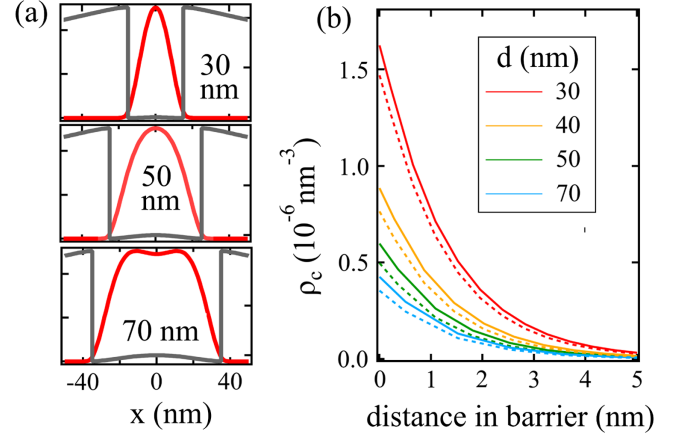 (a)
30
nm
50
nm
70 nm
-40
0
40
x (nm)
(b)
ρc (10^-6 nm^-3)
1.5
1.0
0.5
0.0
d (nm)
30
40
50
70
0
1
2
3
4
5
distance in barrier (nm)